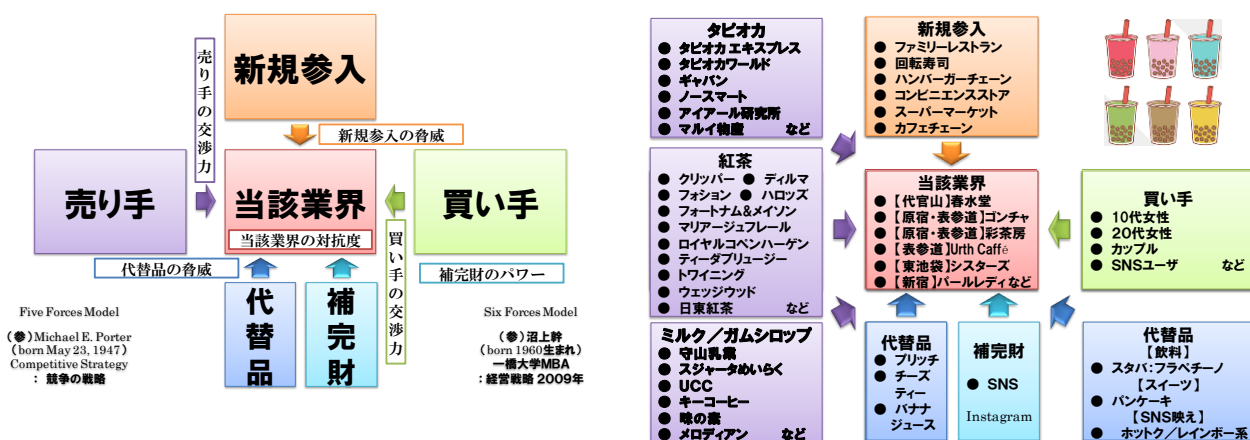 新規参入
売り手の交渉力
新規参入の脅威
売り手
当該業界
当該業界の対抗度
買い手
代替品の脅威
買い手の交渉力
補完財のパワー
代替品
補完財
Five Forces Model
(参)Michael E. Porter
(born May 23, 1947)
Competitive Strategy
:競争の戦略
Six Forces Model
(参)沼上幹
(born 1960生まれ)
一橋大学MBA
:経営戦略 2009年
タピオカ
● タピオカ エキスプレス
● タピオカワールド
● ギャバン
● ノースマート
● アイアール研究所
● マルイ物産 など
新規参入
● ファミリーレストラン
● 回転寿司
● ハンバーガーチェーン
● コンビニエンスストア
● スーパーマーケット
● カフェチェーン
紅茶
● クリッパー ● ディルマ
● フォション ● ハロッズ
● フォートナム&メイソン
● マリアージュフレール
● ロイヤルコペンハーゲン
● ティーダブリュージー
● トワイニング
● ウェッジウッド
● 日東紅茶 など
当該業界
● 【代官山】春水堂
● 【原宿・表参道】ゴンチャ
● 【原宿・表参道】彩茶房
● 【表参道】Urth Caffé
● 【東池袋】シスターズ
● 【新宿】パールレディなど
買い手
● 10代女性
● 20代女性
● カップル
● SNSユーザ など
ミルク/ガムシロップ
● 守山乳業
● スジャータめいらく
● UCC
● キーコーヒー
● 味の素
● メロディアン など
代替品
● ブリッチ
● チーズ
ティー
● バナナ
ジュース
補完財
● SNS
Instagram
代替品
【飲料】
● スタバ:フラペチーノ
【スイーツ】
● パンケーキ
【SNS映え】
● ホットク/レインボー系